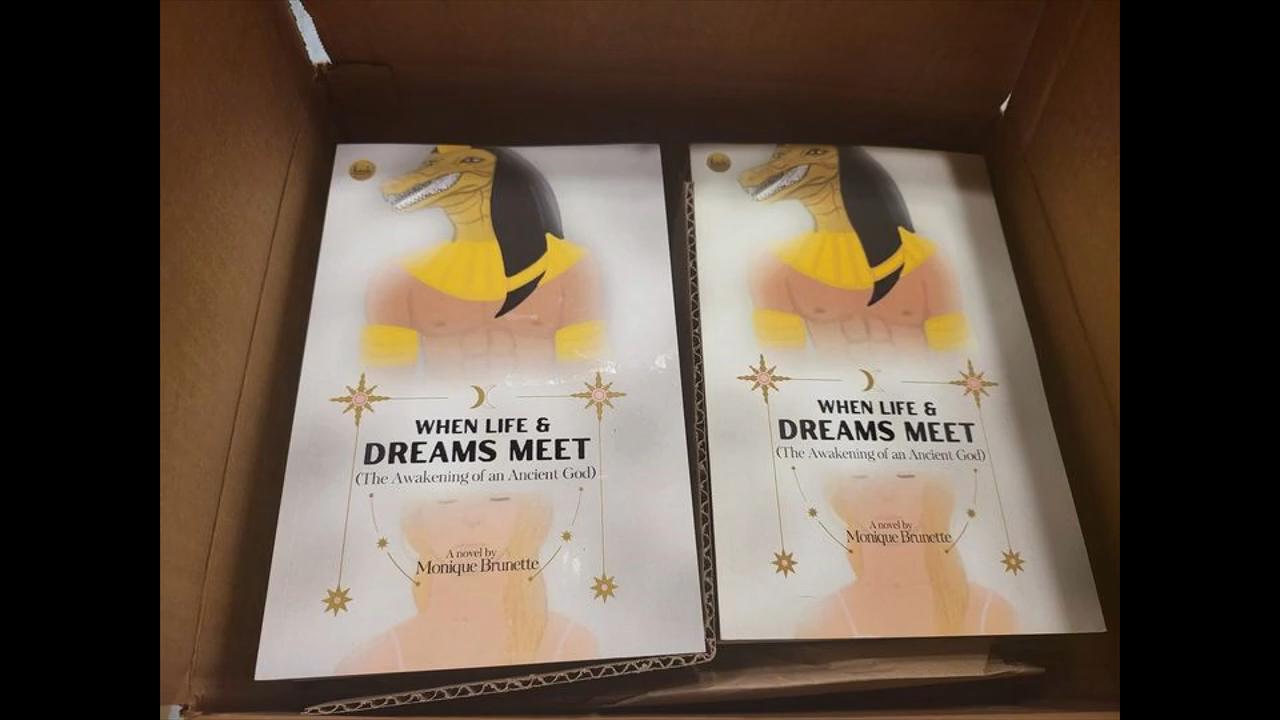 WHEN LIFE &
DREAMS MEET
(The Awakening of an Ancient God)
A novel by
Monique Brunette
WHEN LIFE &
DREAMS MEET
(The Awakening of an Ancient God)
A novel by
Monique Brunette